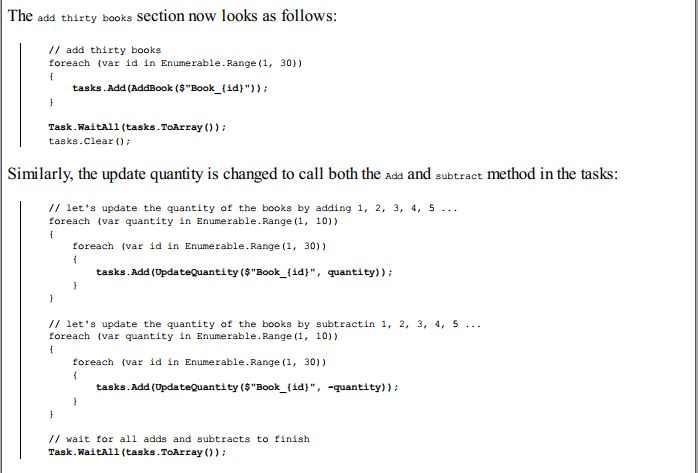 The add thirty books section now looks as follows:
// add thirty books
foreach (var id in Enumerable.Range(1, 30))
{
tasks.Add(AddBook($"Book_{id}"));
}
Task.WaitAll(tasks.ToArray());
tasks.Clear();
Similarly, the update quantity is changed to call both the Add and subtract method in the tasks:
// let's update the quantity of the books by adding 1, 2, 3, 4, 5 ...
foreach (var quantity in Enumerable.Range(1, 10))
{
foreach (var id in Enumerable.Range(1, 30))
{
tasks.Add(UpdateQuantity($"Book_{id}", quantity));
}
}
// let's update the quantity of the books by subtractin 1, 2, 3, 4, 5 ...
foreach (var quantity in Enumerable.Range(1, 10))
{
foreach (var id in Enumerable.Range(1, 30))
{
tasks.Add(UpdateQuantity($"Book_{id}", -quantity));
}
}
// wait for all adds and subtracts to finish
Task.WaitAll(tasks.ToArray());